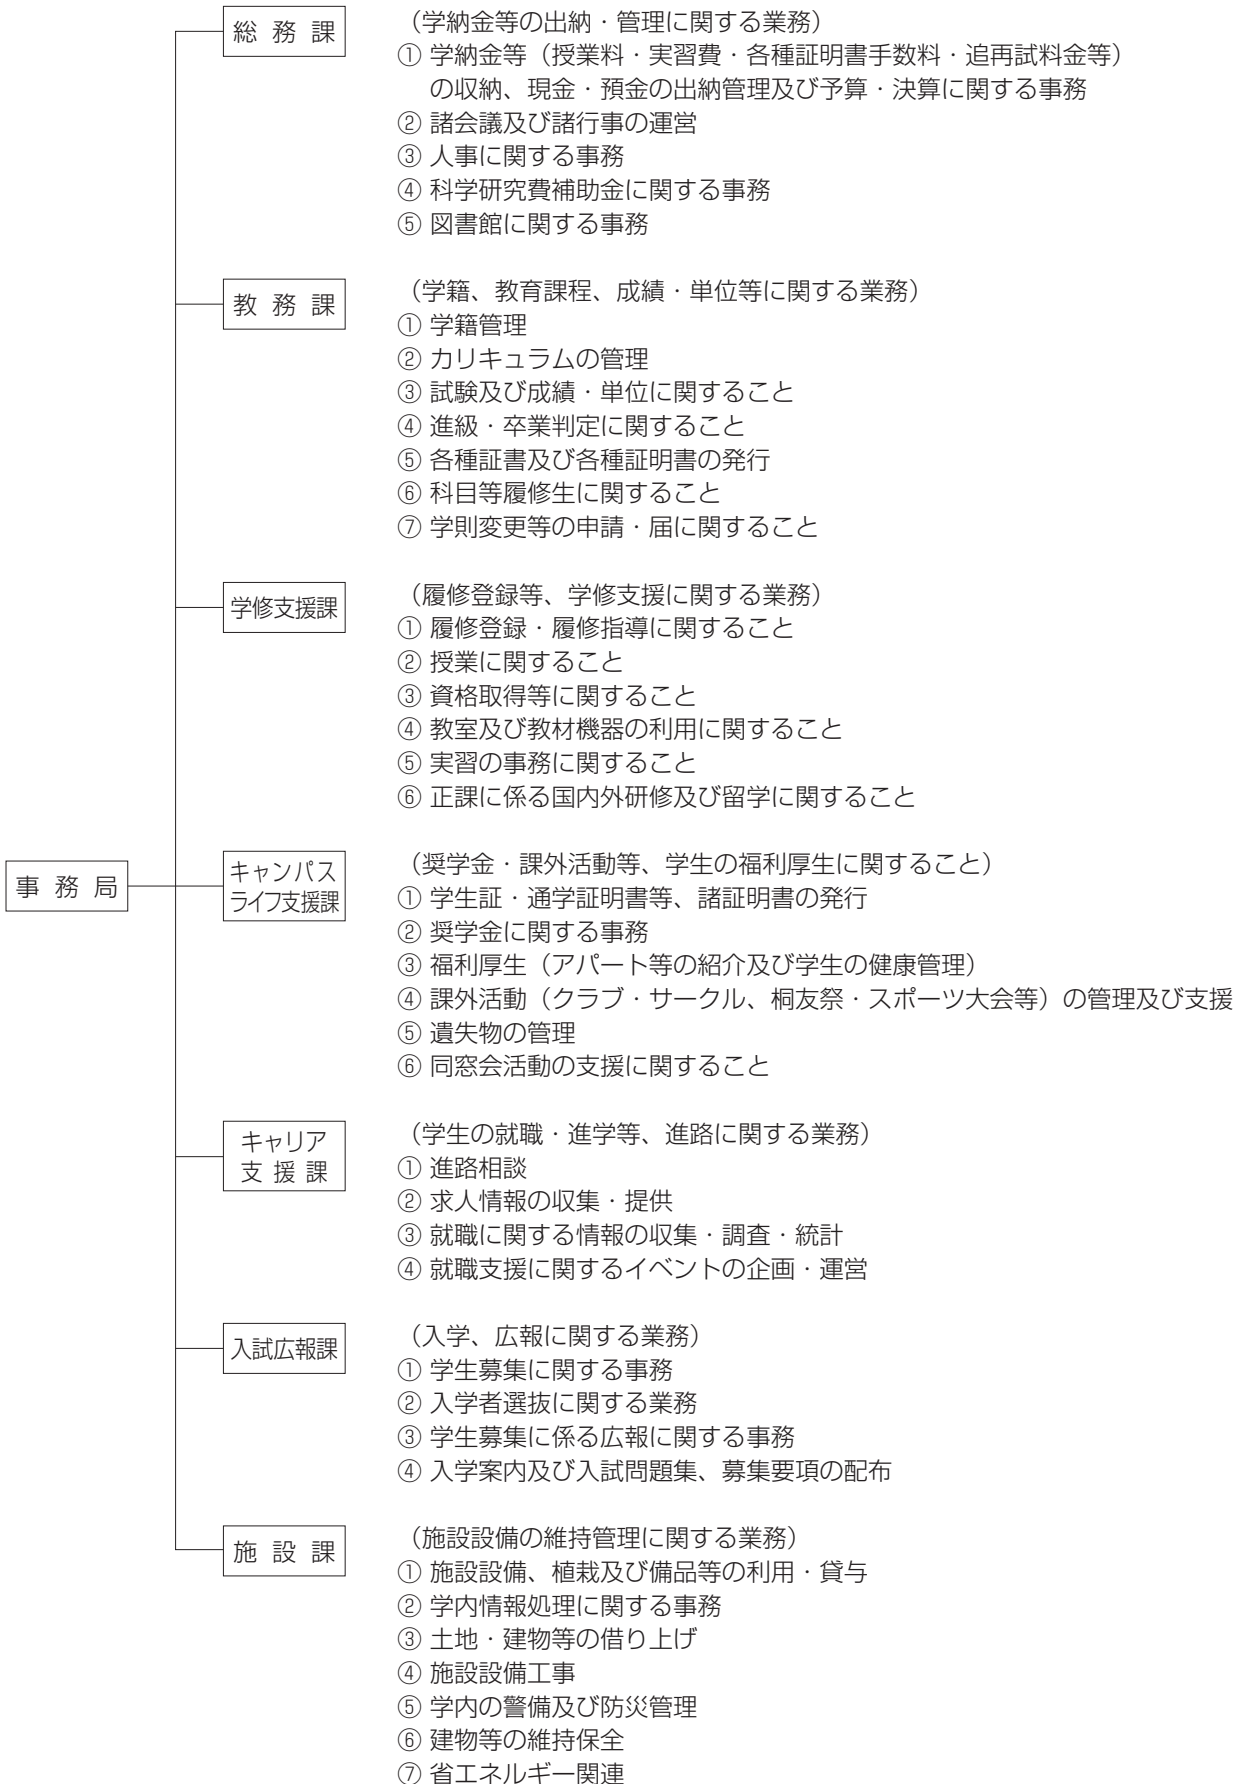 総務課
（学納金等の出納・管理に関する業務）
① 学納金等（授業料・実習費・各種証明書手数料・追再試料金等）
の収納、現金・預金の出納管理及び予算・決算に関する事務
② 諸会議及び諸行事の運営
③ 人事に関する事務
④ 科学研究費補助金に関する事務
⑤ 図書館に関する事務
教務課
（学籍、教育課程、成績・単位等に関する業務）
① 学籍管理
② カリキュラムの管理
③ 試験及び成績・単位に関すること
④ 進級・卒業判定に関すること
⑤ 各種証書及び各種証明書の発行
⑥ 科目等履修生に関すること
⑦ 学則変更等の申請・届に関すること
学修支援課
（履修登録等、学修支援に関する業務）
① 履修登録・履修指導に関すること
② 授業に関すること
③ 資格取得等に関すること
④ 教室及び教材機器の利用に関すること
⑤ 実習の事務に関すること
⑥ 正課に係る国内外研修及び留学に関すること
事務局
キャンパス
ライフ支援課
（奨学金・課外活動等、学生の福利厚生に関すること）
① 学生証・通学証明書等、諸証明書の発行
② 奨学金に関する事務
③ 福利厚生（アパート等の紹介及び学生の健康管理）
④ 課外活動（クラブ・サークル、桐友祭・スポーツ大会等）の管理及び支援
⑤ 遺失物の管理
⑥ 同窓会活動の支援に関すること
キャリア
支援課
（学生の就職・進学等、進路に関する業務）
① 進路相談
② 求人情報の収集・提供
③ 就職に関する情報の収集・調査・統計
④ 就職支援に関するイベントの企画・運営
入試広報課
（入学、広報に関する業務）
① 学生募集に関する事務
② 入学者選抜に関する業務
③ 学生募集に係る広報に関する事務
④ 入学案内及び入試問題集、募集要項の配布
施設課
（施設設備の維持管理に関する業務）
① 施設設備、植栽及び備品等の利用・貸与
② 学内情報処理に関する事務
③ 土地・建物等の借り上げ
④ 施設設備工事
⑤ 学内の警備及び防災管理
⑥ 建物等の維持保全
⑦ 省エネルギー関連